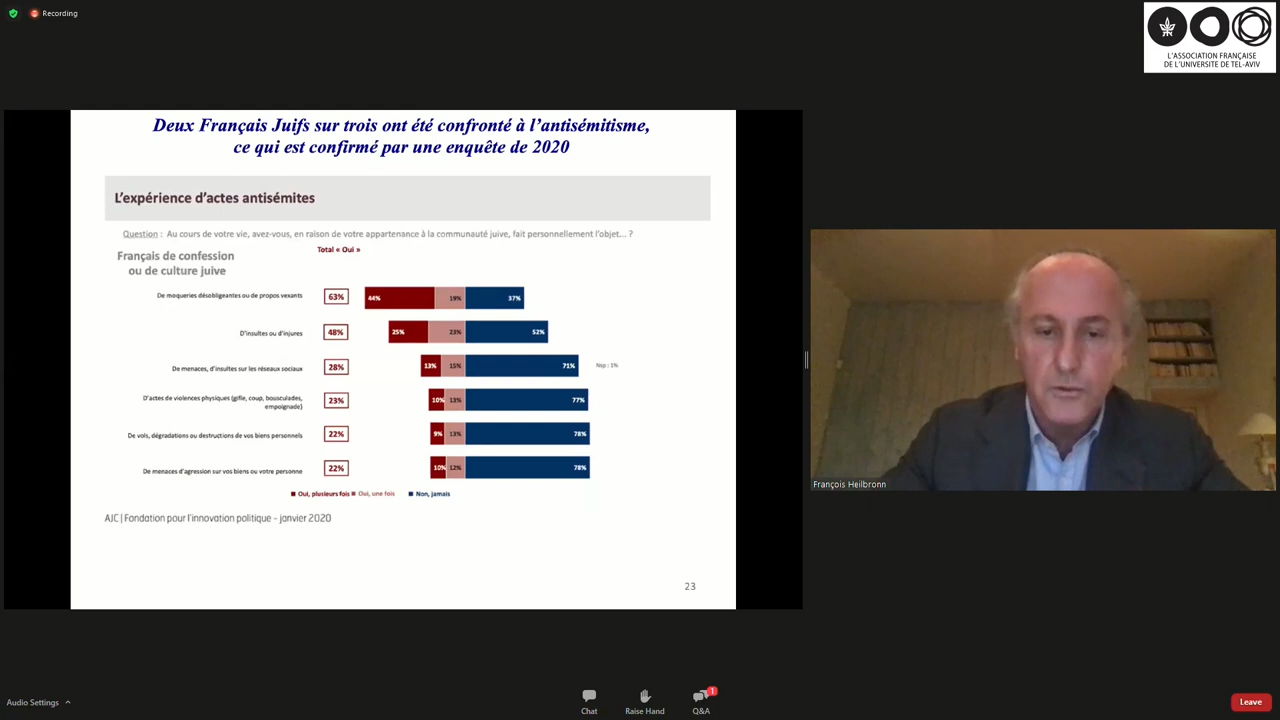 Recording
L'ASSOCIATION FRANÇAISE
DE L'UNIVERSITE DE TEL-AVIV
Deux Français Juifs sur trois ont été confronté à l'antisémitisme,
ce qui est confirmé par une enquête de 2020
L'expérience d'actes antisémites
Question : Au cours de votre vie, avez-vous, en raison de votre appartenance à la communauté juive, fait personnellement l'objet... ?
Français de confession
ou de culture juive
Total « Oui »
De moqueries désobligeantes ou de propos vexants 63% 44% 19% 37%
D'insultes ou d'injures 48% 25% 23% 52%
De menaces, d'insultes sur les réseaux sociaux 28% 13% 15% 71% Nsp : 1%
D'actes de violences physiques (gifle, coup, bousculades,
empoignade) 23% 10% 13% 77%
De vols, dégradations ou destructions de vos biens personnels 22% 9% 13% 78%
De menaces d'agression sur vos biens ou votre personne 22% 10% 12% 78%
Oui, plusieurs fois Oui, une fois Non, jamais
AJC | Fondation pour l'innovation politique - janvier 2020
23
François Heilbronn
Audio Settings
Chat
Raise Hand
1
Q&A
Leave